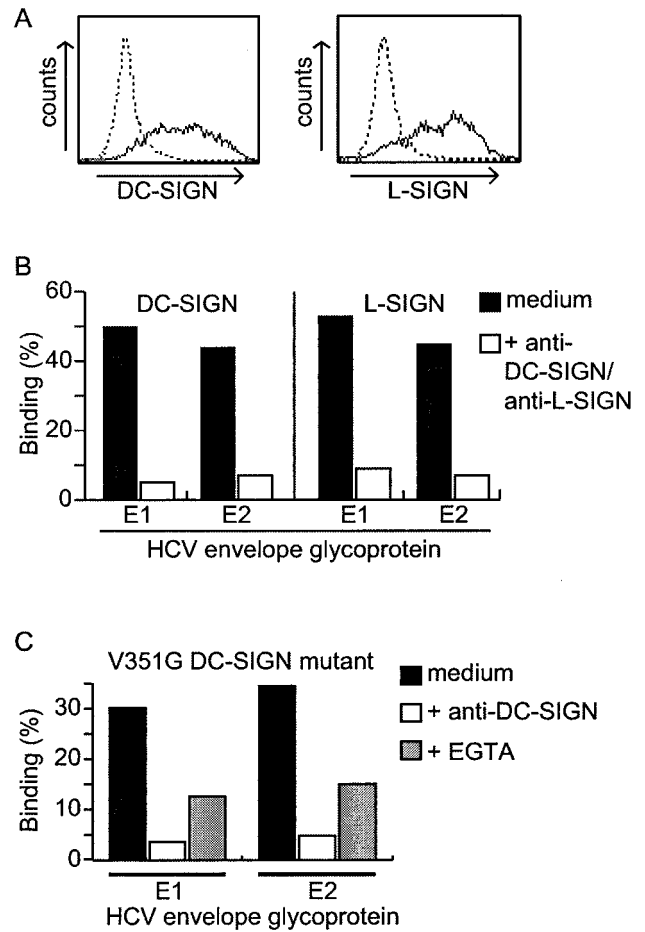 A
counts
DC-SIGN
counts
L-SIGN
B
Binding (%)
60
40
20
0
DC-SIGN
L-SIGN
E1
E2
E1
E2
HCV envelope glycoprotein
medium
+ anti-
DC-SIGN/
anti-L-SIGN
C
V351G DC-SIGN mutant
Binding (%)
30
20
10
0
E1
E2
HCV envelope glycoprotein
medium
+ anti-DC-SIGN
+ EGTA